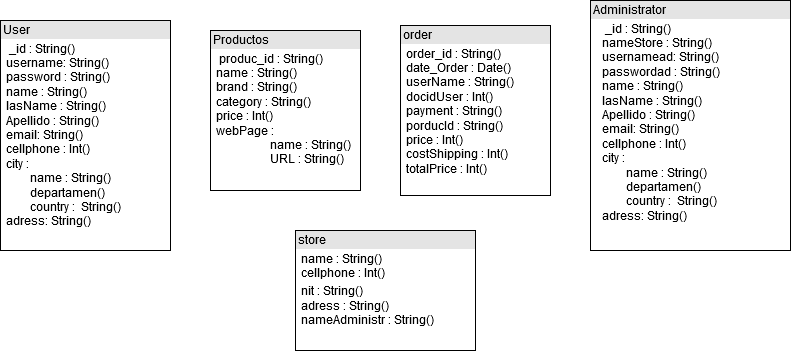 User
_id : String()
username: String()
password : String()
name : String()
lasName : String()
Apellido : String()
email: String()
cellphone : Int()
city :
name : String()
departamen()
country : String()
adress: String()
Productos
produc_id : String()
name : String()
brand : String()
category : String()
price : Int()
webPage :
name : String()
URL : String()
order
order_id : String()
date_Order : Date()
userName : String()
docidUser : Int()
payment : String()
porducId : String()
price : Int()
costShipping : Int()
totalPrice : Int()
Administrator
_id : String()
nameStore : String()
usernamead: String()
passwordad : String()
name : String()
lasName : String()
Apellido : String()
email: String()
cellphone : Int()
city :
name : String()
departamen()
country : String()
adress: String()
store
name : String()
cellphone : Int()
nit : String()
adress : String()
nameAdministr : String()